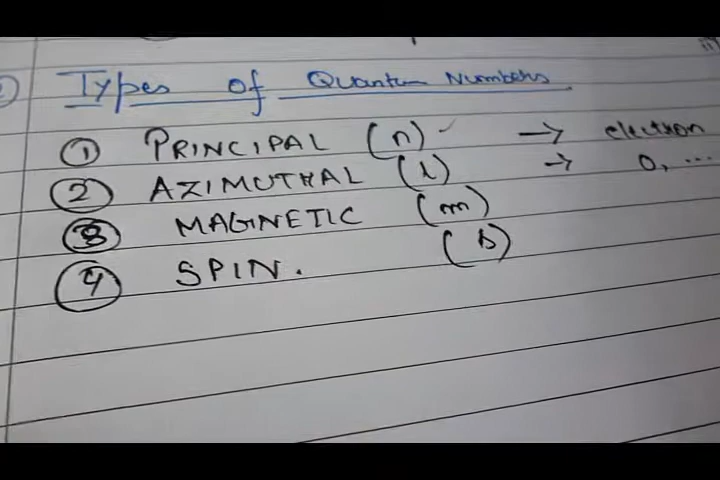 Types of Quantum Numbers
1 PRINCIPAL (n) → electron
2 AZIMUTHAL (l) → 0, ...
3 MAGNETIC (m)
4 SPIN. (s)